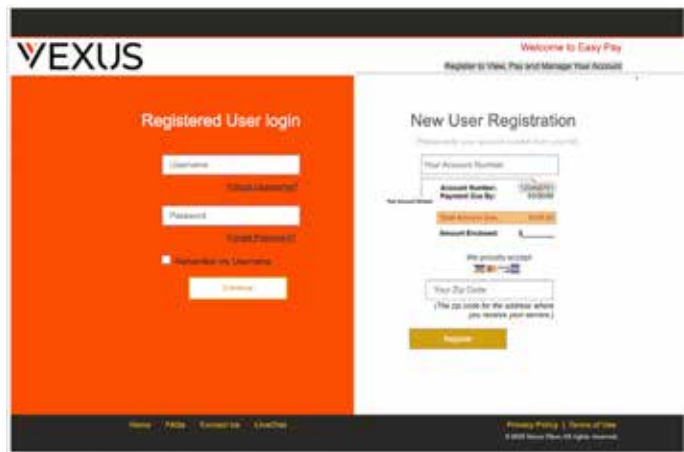 VEXUS
Welcome to Easy Pay
Register to View, Pay and Manage Your Account
Registered User login
Username
Forgot Username?
Password
Forgot Password?
Remember my Username
Continue
New User Registration
Your Account Number
Account Number:
Payment Due By:
Total Amount Due
Amount Enclosed $
We proudly accept
Your Zip Code
(The zip code for the address where
you receive your service.)
Register
Home FAQs Contact Us LiveChat
Privacy Policy | Terms of Use